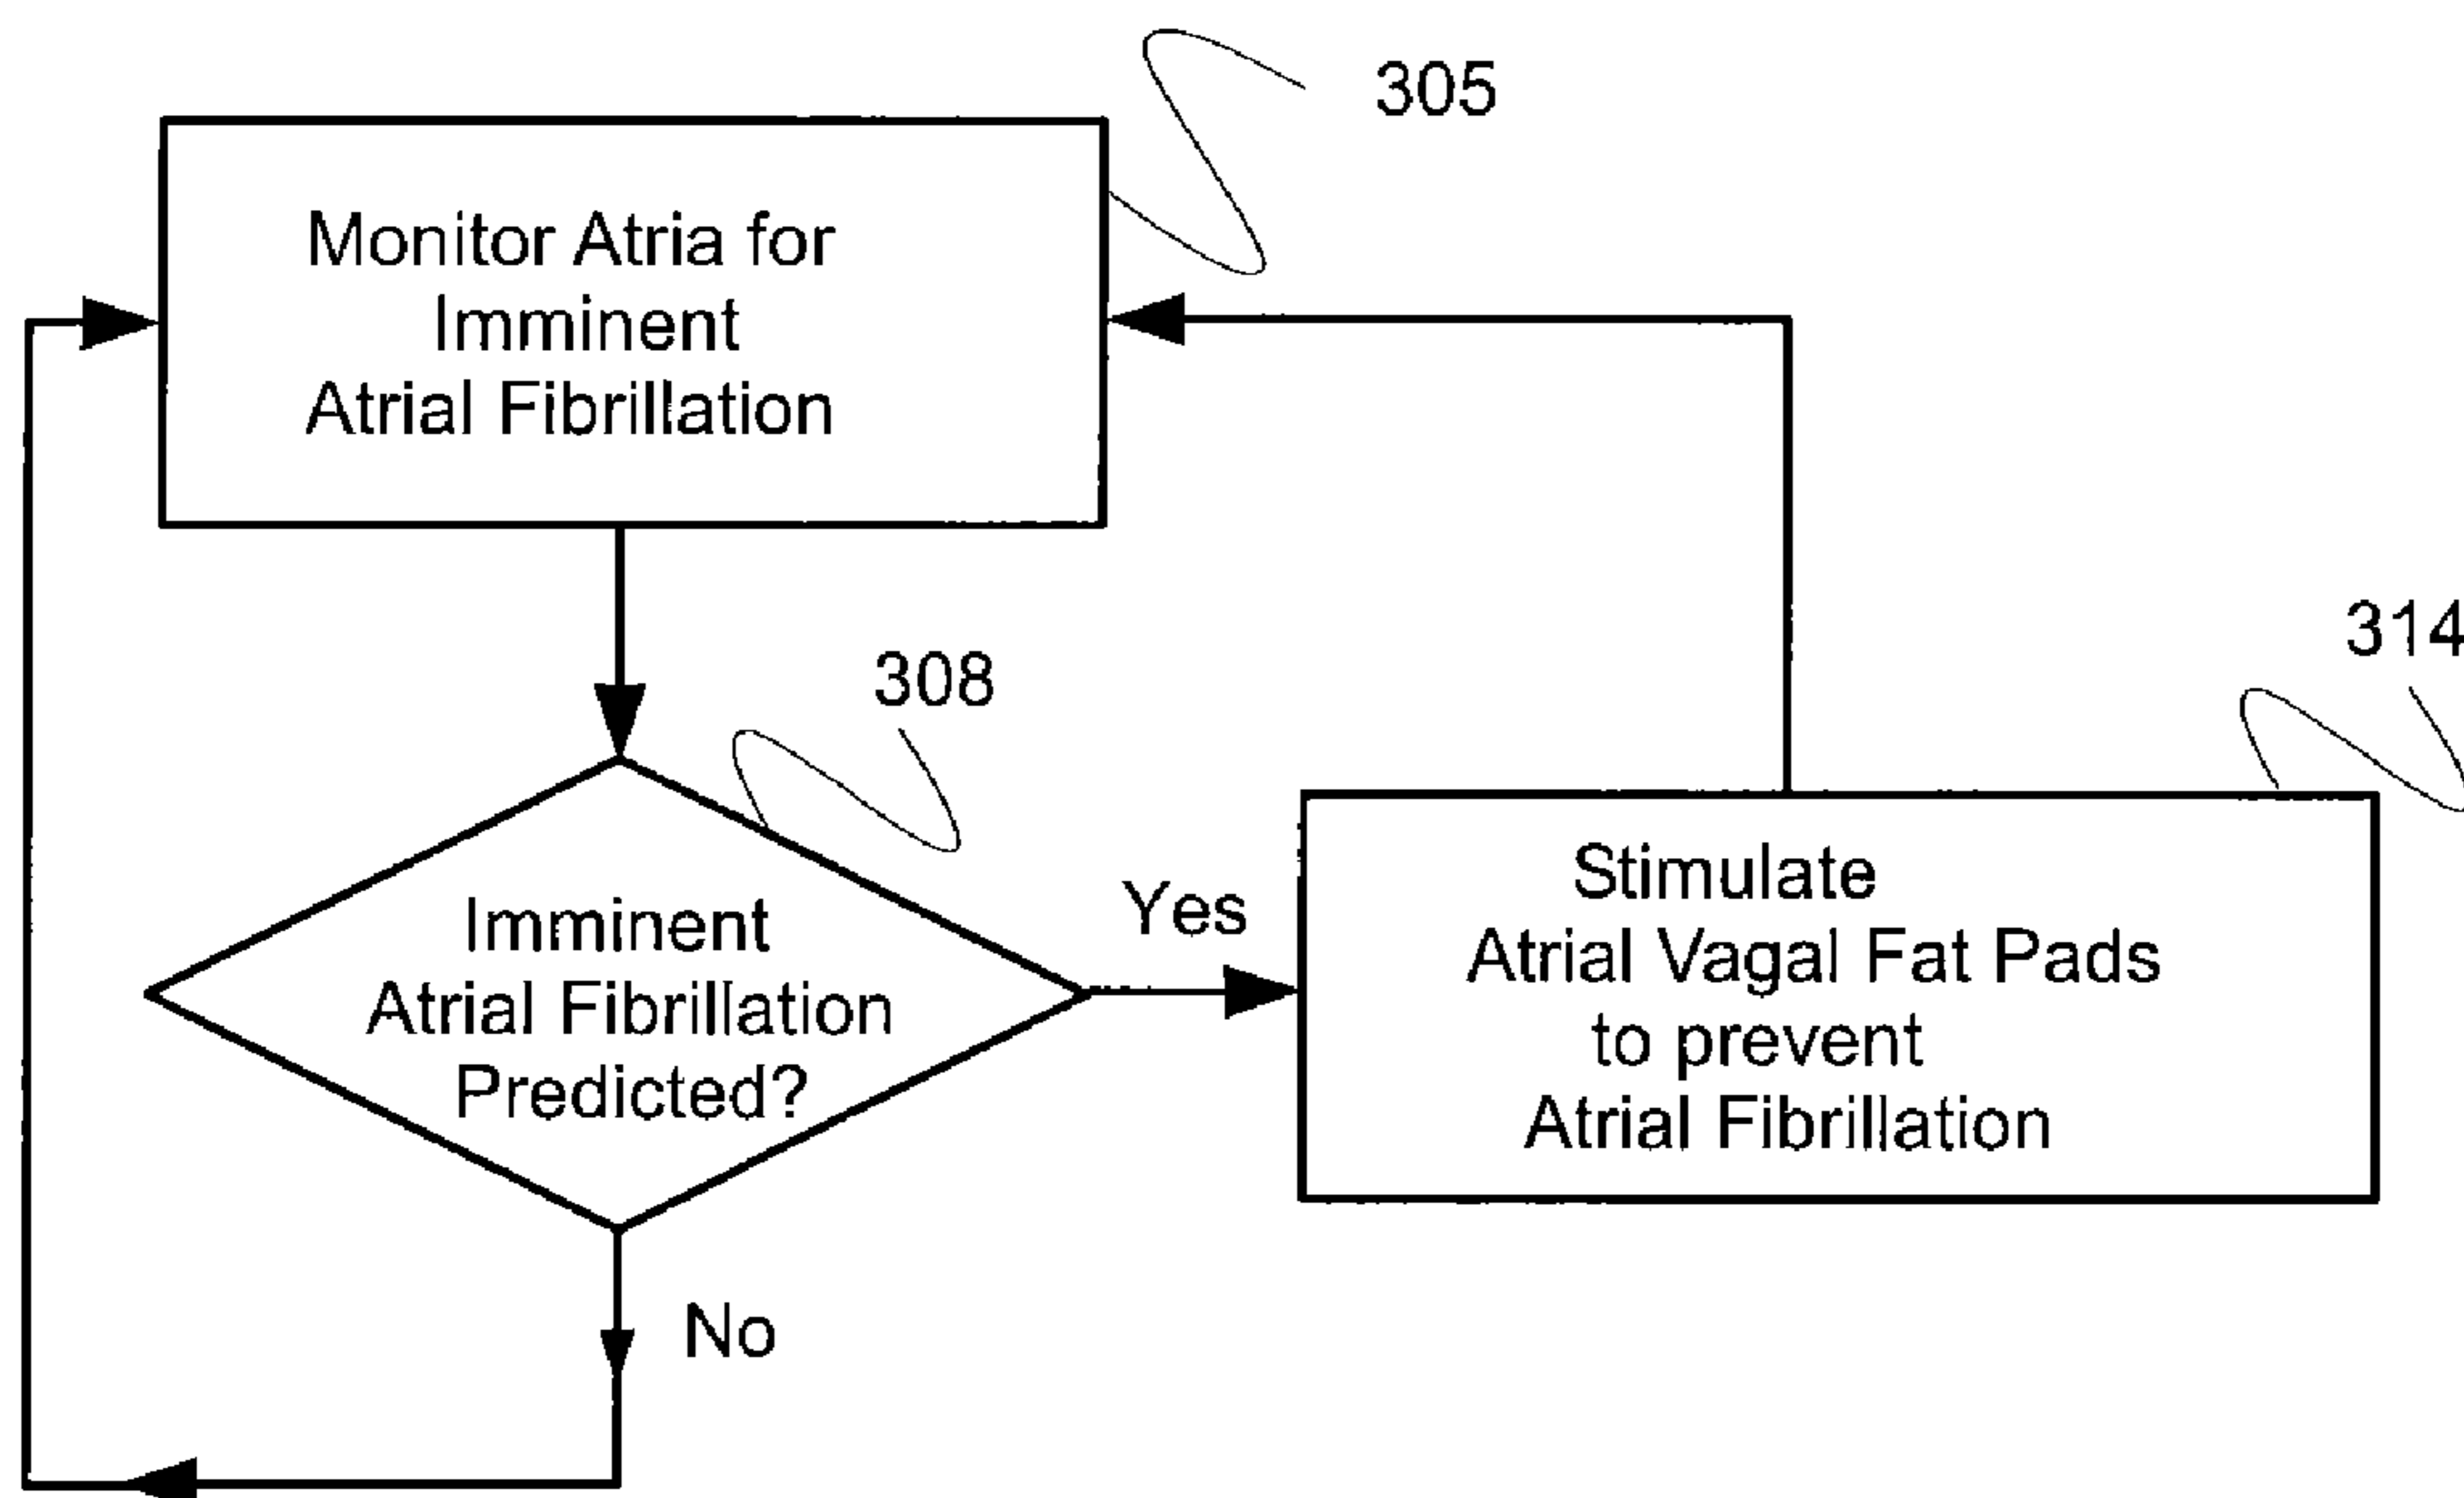 305
Monitor Atria for
Imminent
Atrial Fibrillation
308
314
Imminent
Atrial Fibrillation
Predicted?
Yes
Stimulate
Atrial Vagal Fat Pads
to prevent
Atrial Fibrillation
No